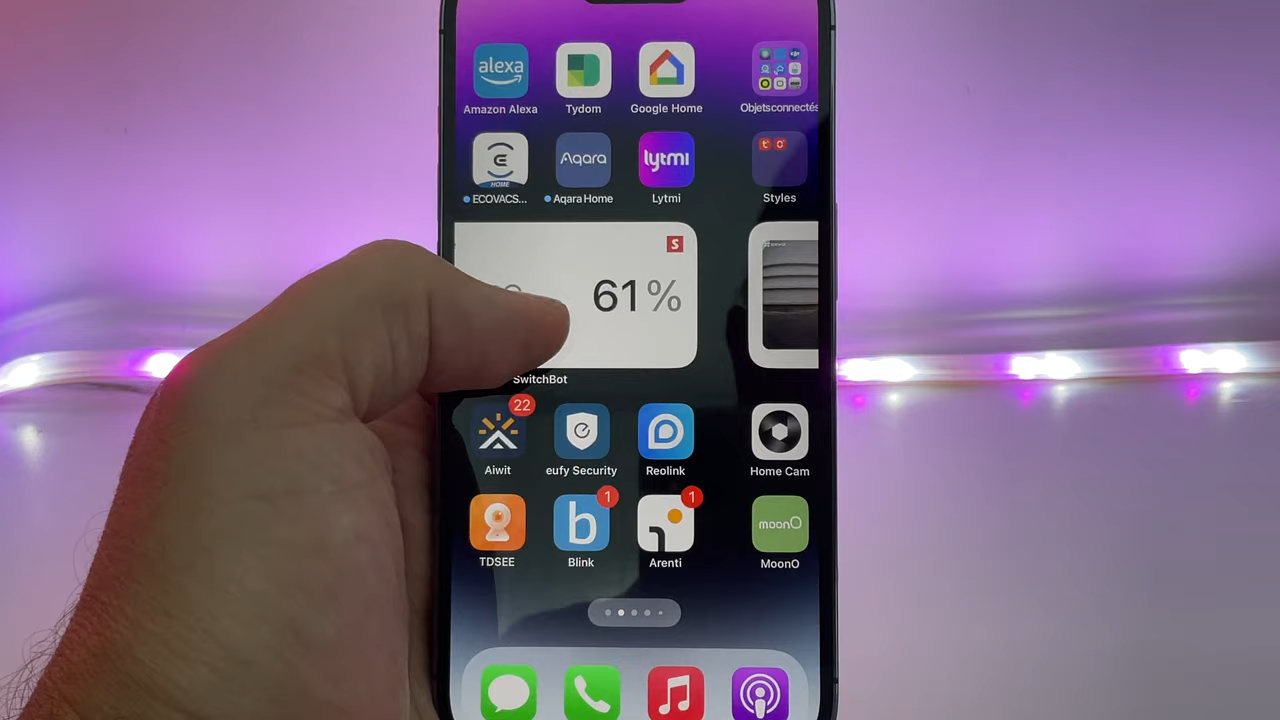 alexa
Amazon Alexa
Tydom
Google Home
Objetsconnectés
HOME
ECOVACS...
Aqara
Aqara Home
lytmi
Lytmi
Styles
S
61%
SwitchBot
22
Aiwit
eufy Security
Reolink
Home Cam
TDSEE
1
b
Blink
1
Arenti
moonO
MoonO